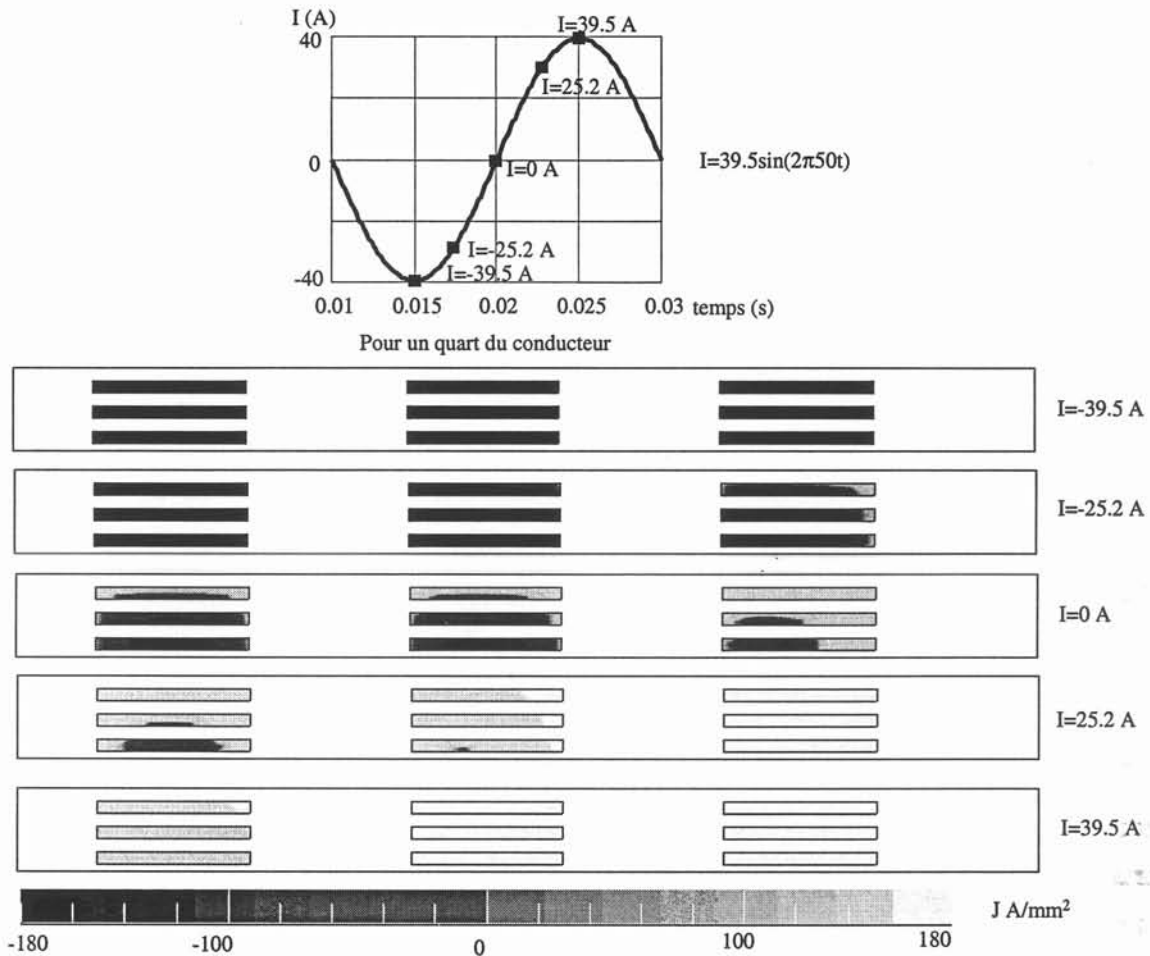 I (A)
I=39.5 A
40
I=25.2 A
0
I=0 A
I=39.5sin(2π50t)
I=-25.2 A
I=-39.5 A
-40
0.01 0.015 0.02 0.025 0.03 temps (s)
Pour un quart du conducteur
I=-39.5 A
I=-25.2 A
I=0 A
I=25.2 A
I=39.5 A
J A/mm²
-180 -100 0 100 180